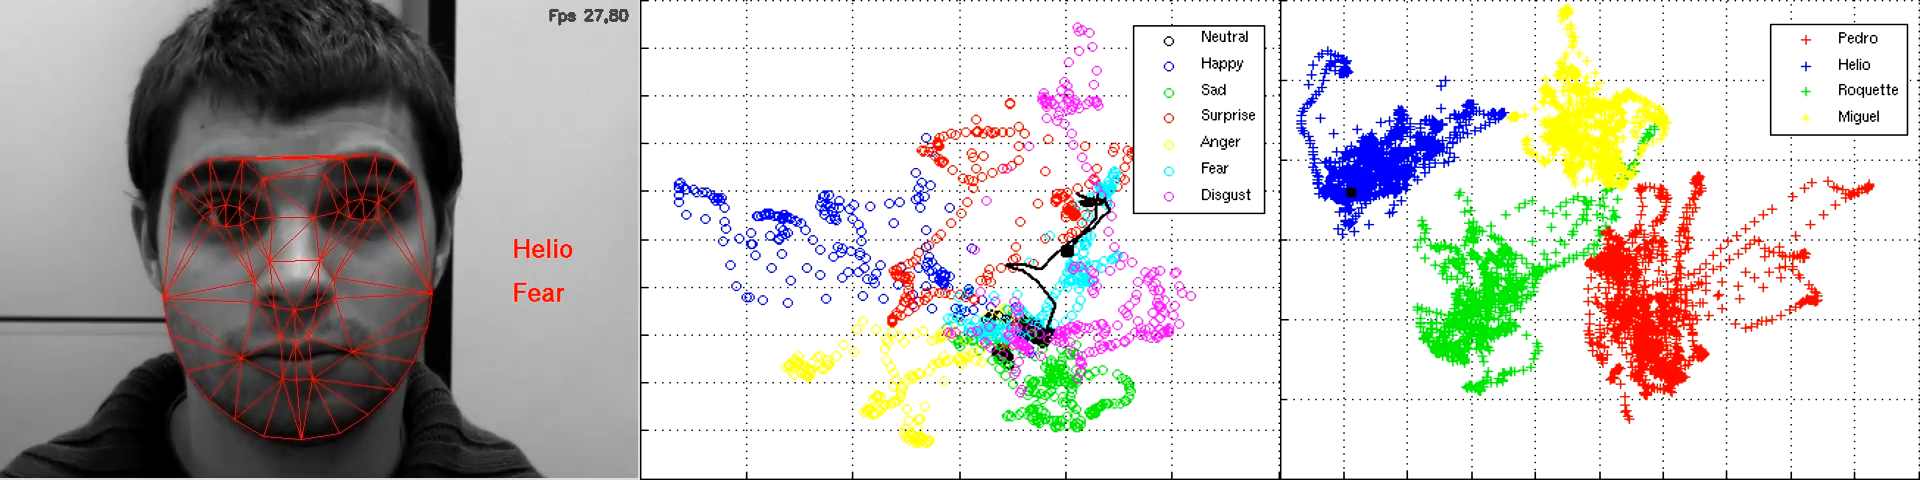 Fps 27,80
Helio
Fear
Neutral
Happy
Sad
Surprise
Anger
Fear
Disgust
Pedro
Helio
Roquette
Miguel